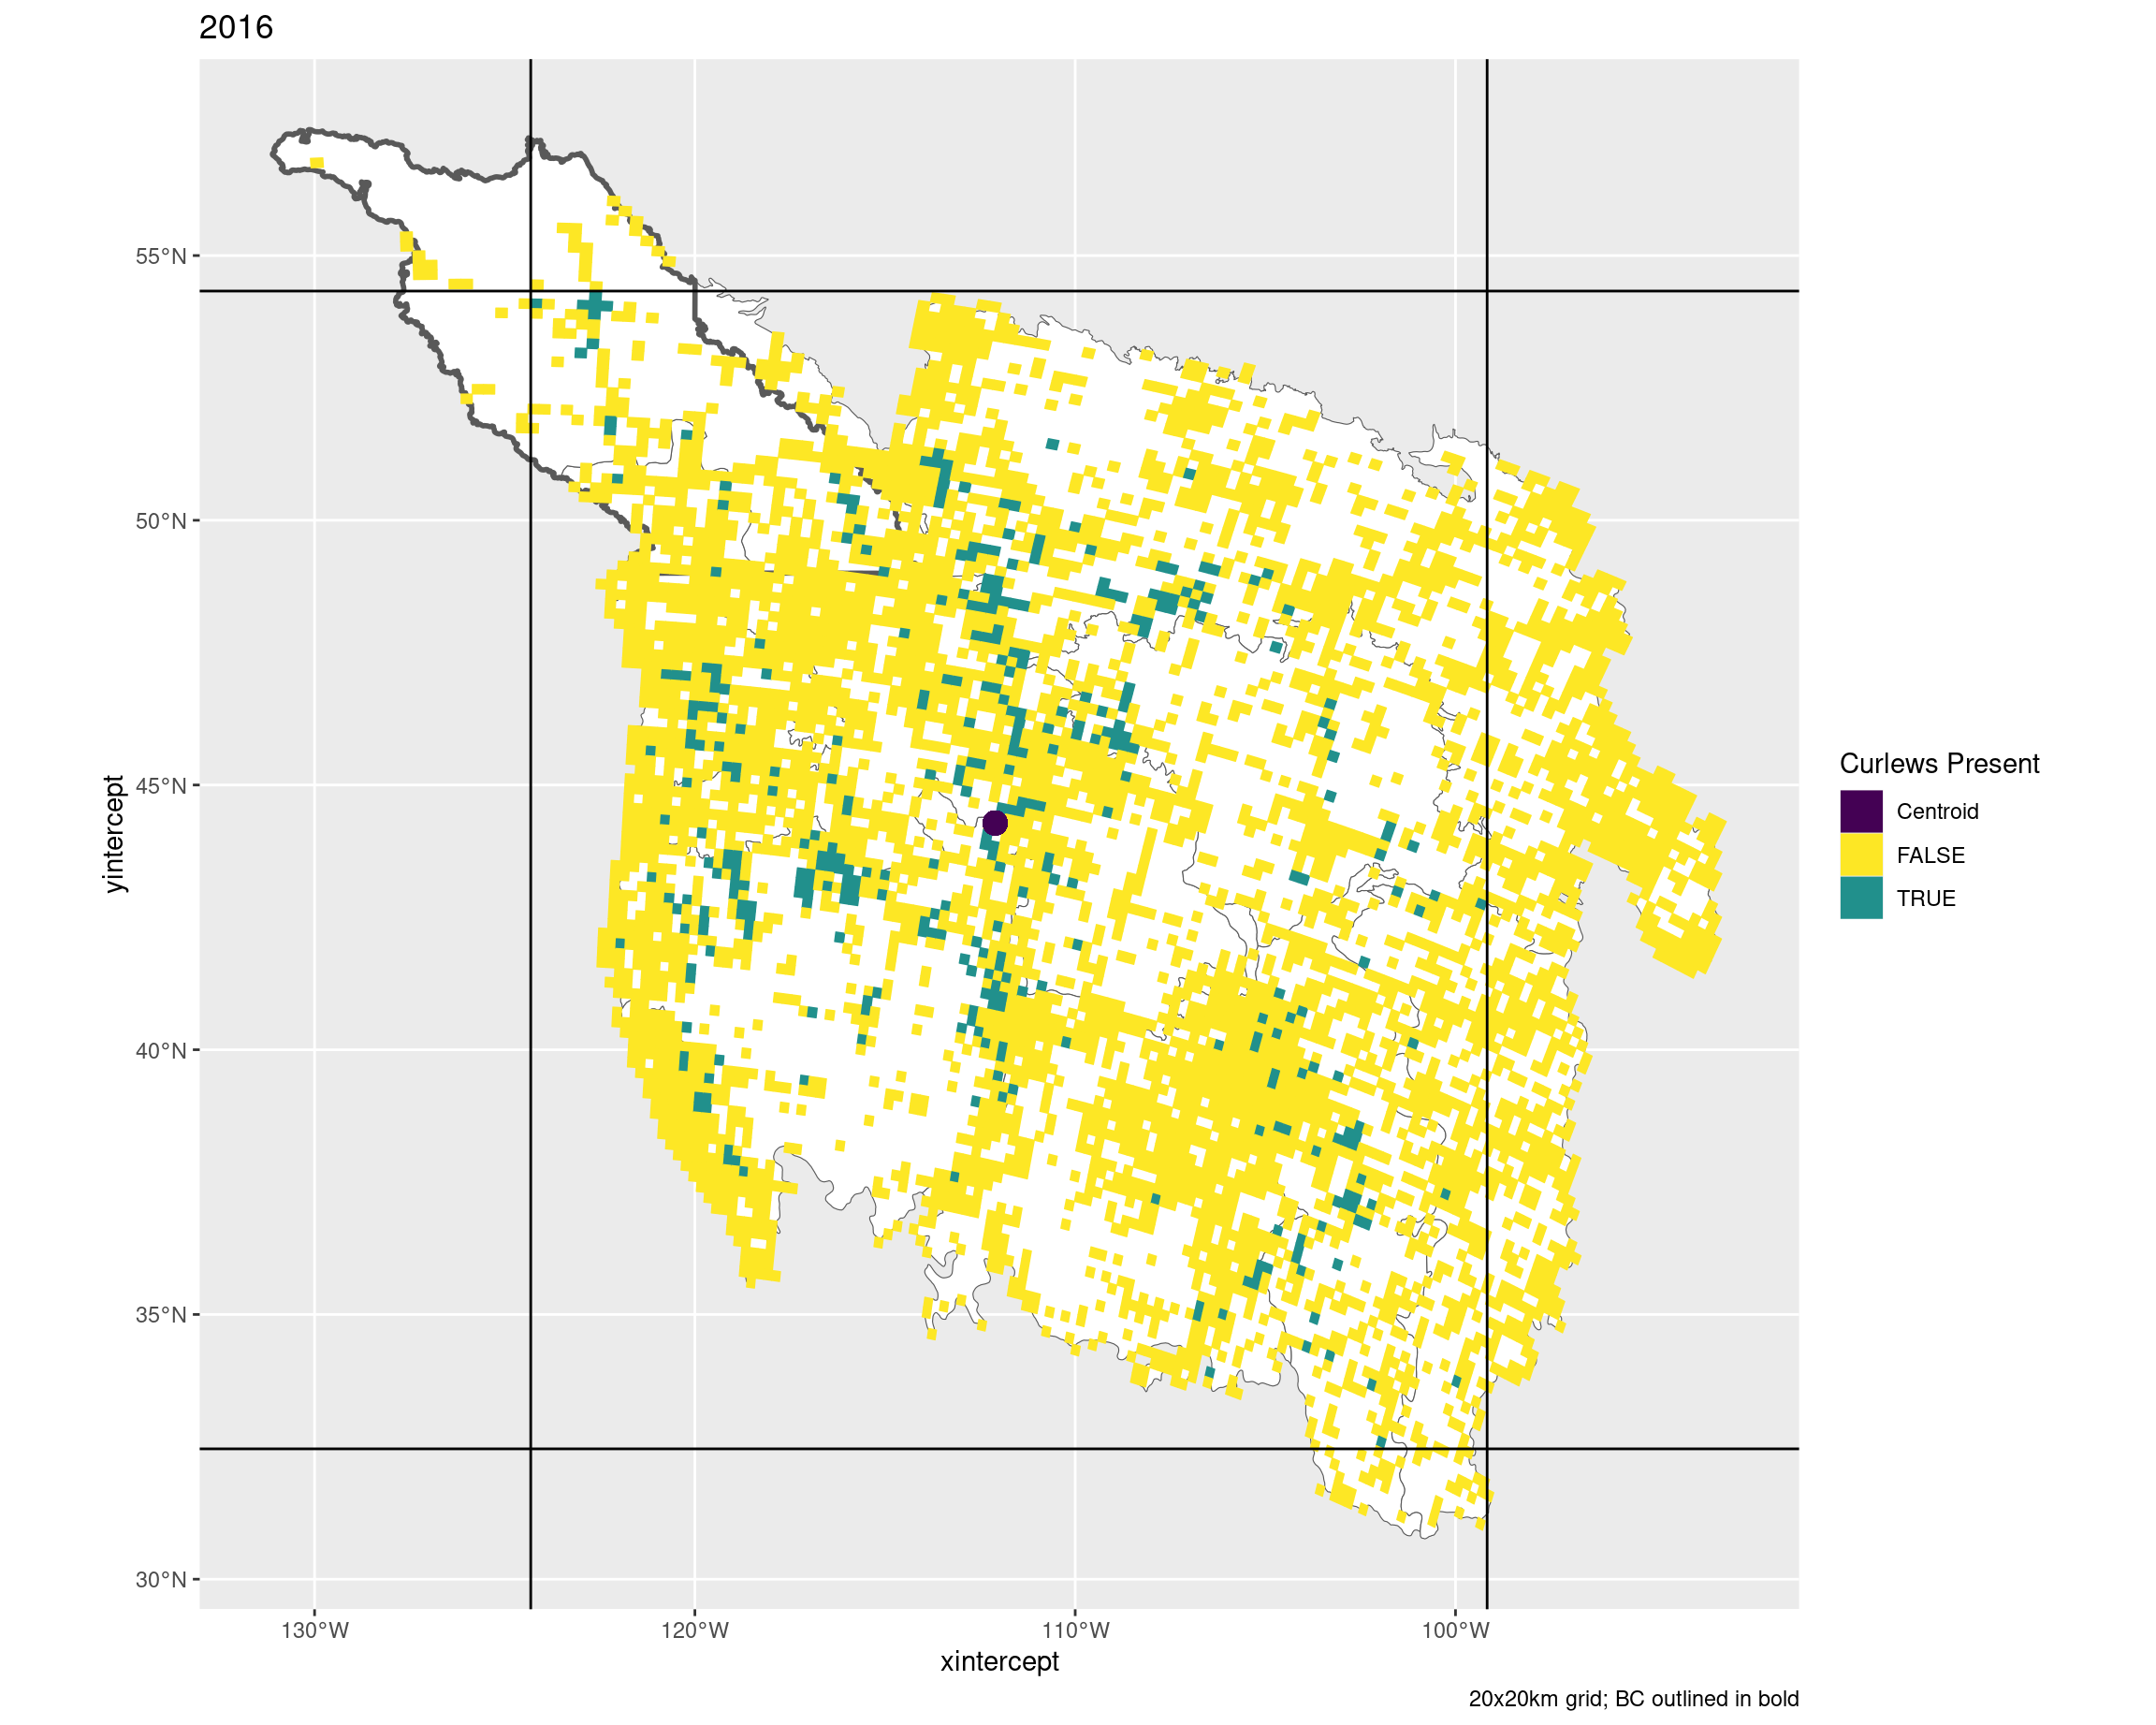 2016
55°N
50°N
45°N
40°N
35°N
30°N
yintercept
130°W
120°W
110°W
100°W
xintercept
Curlews Present
Centroid
FALSE
TRUE
20x20km grid; BC outlined in bold